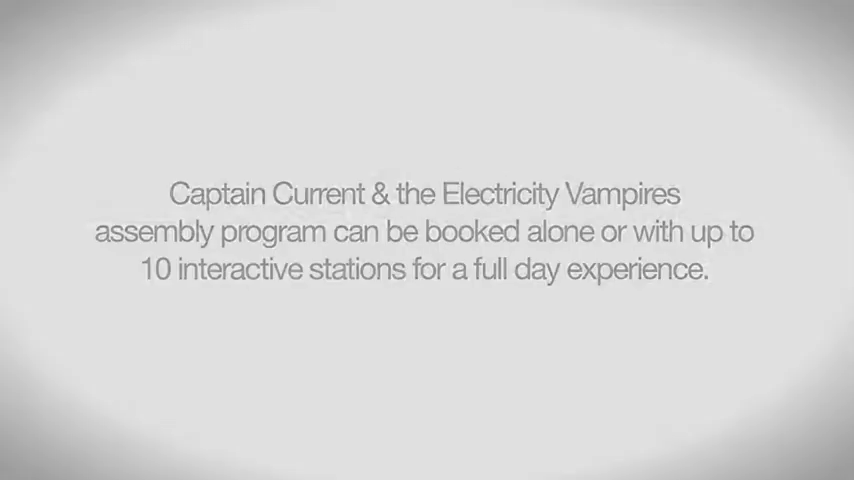 Captain Current & the Electricity Vampires
assembly program can be booked alone or with up to
10 interactive stations for a full day experience.